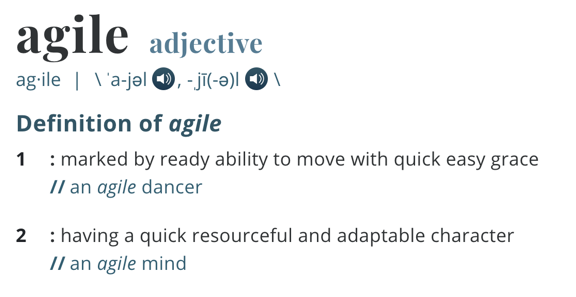 agile adjective
ag·ile | \ ˈa-jəl , -ˌjī(-ə)l \
Definition of agile
1 : marked by ready ability to move with quick easy grace
// an agile dancer
2 : having a quick resourceful and adaptable character
// an agile mind